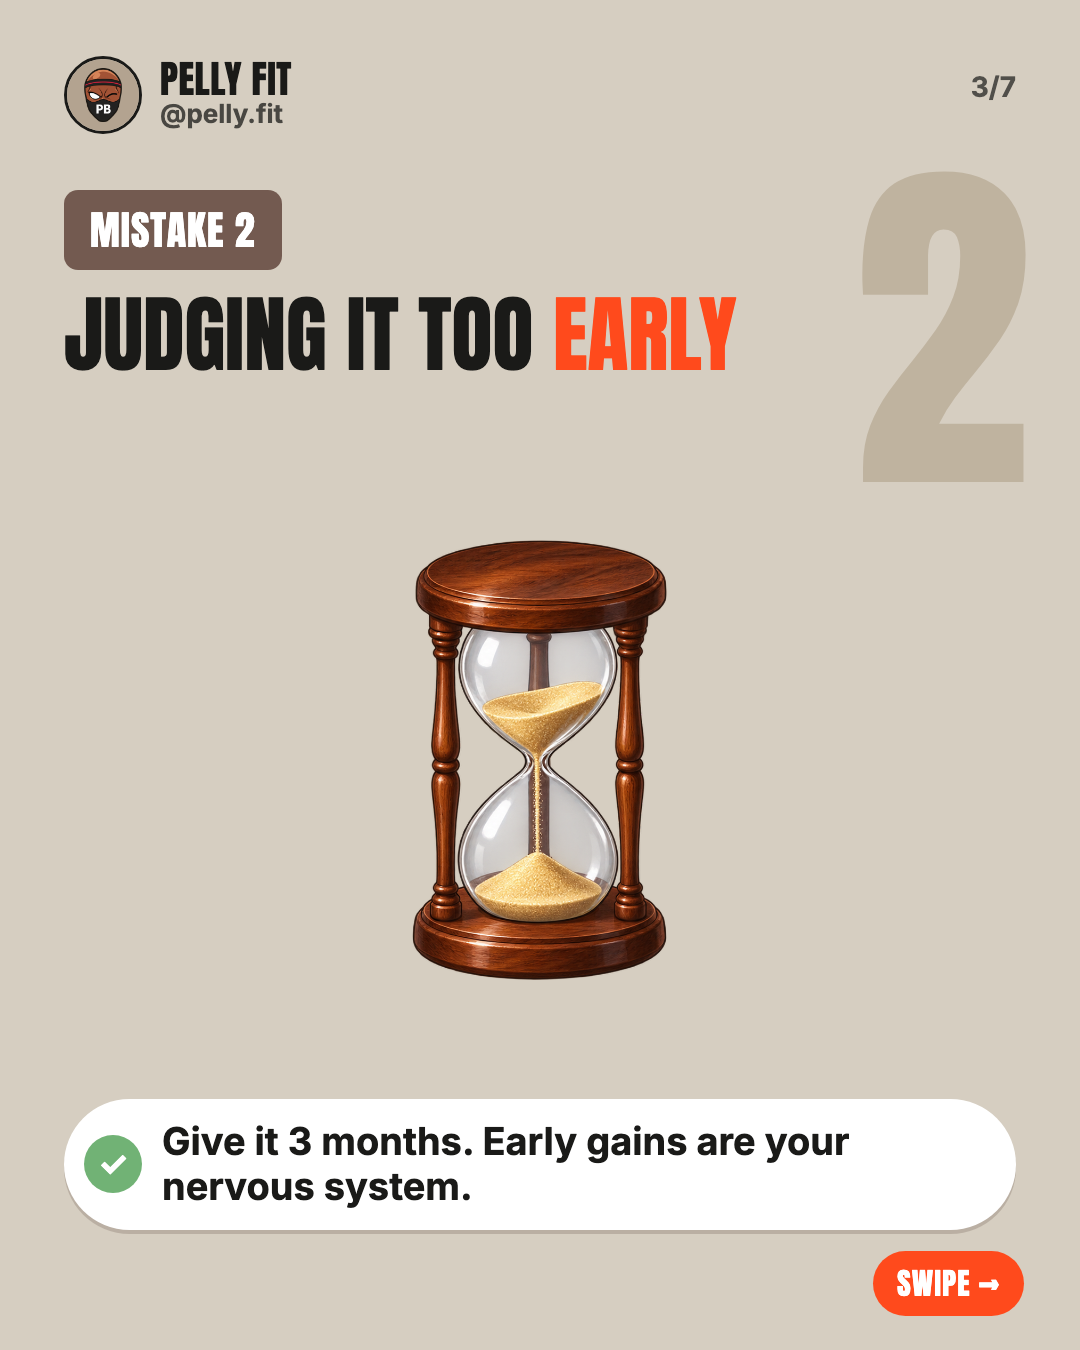 PELLY FIT
@pelly.fit
3/7
PB
MISTAKE 2
2
JUDGING IT TOO EARLY
Give it 3 months. Early gains are your
nervous system.
SWIPE →